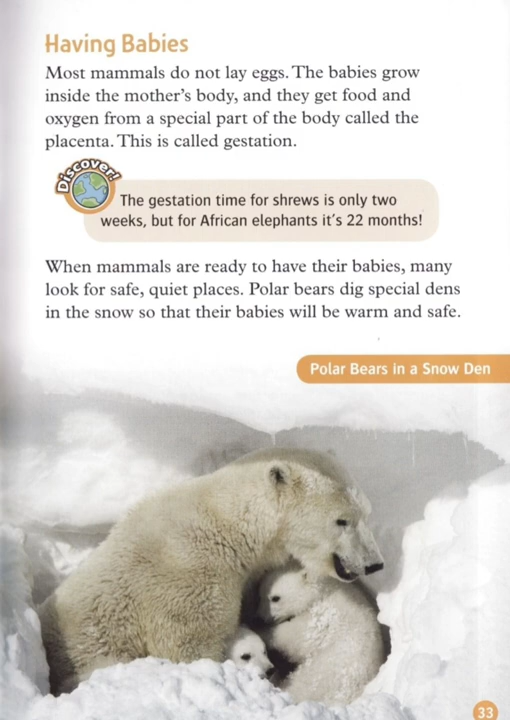 Having Babies
Most mammals do not lay eggs. The babies grow
inside the mother's body, and they get food and
oxygen from a special part of the body called the
placenta. This is called gestation.
Discover!
The gestation time for shrews is only two
weeks, but for African elephants it's 22 months!
When mammals are ready to have their babies, many
look for safe, quiet places. Polar bears dig special dens
in the snow so that their babies will be warm and safe.
Polar Bears in a Snow Den
33